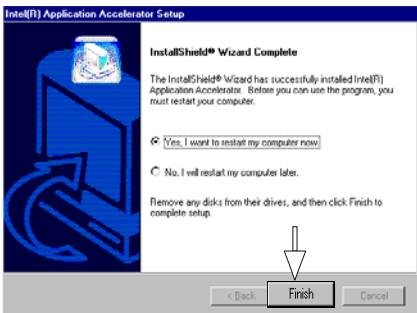 Intel(R) Application Accelerator Setup
InstallShield® Wizard Complete
The InstallShield® Wizard has successfully installed Intel(R)
Application Accelerator. Before you can use the program, you
must restart your computer.
Yes, I want to restart my computer now.
No, I will restart my computer later.
Remove any disks from their drives, and then click Finish to
complete setup.
< Back Finish Cancel